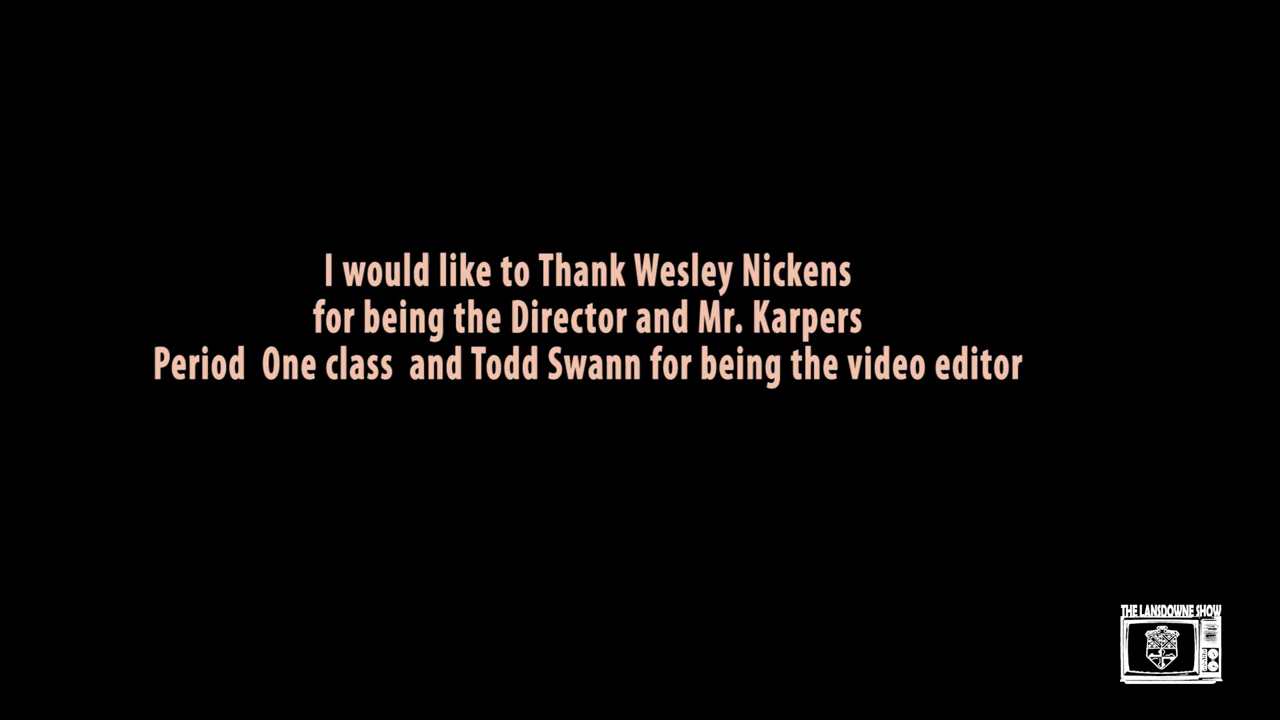 I would like to Thank Wesley Nickens
for being the Director and Mr. Karpers
Period One class and Todd Swann for being the video editor
THE LANSDOWNE SHOW